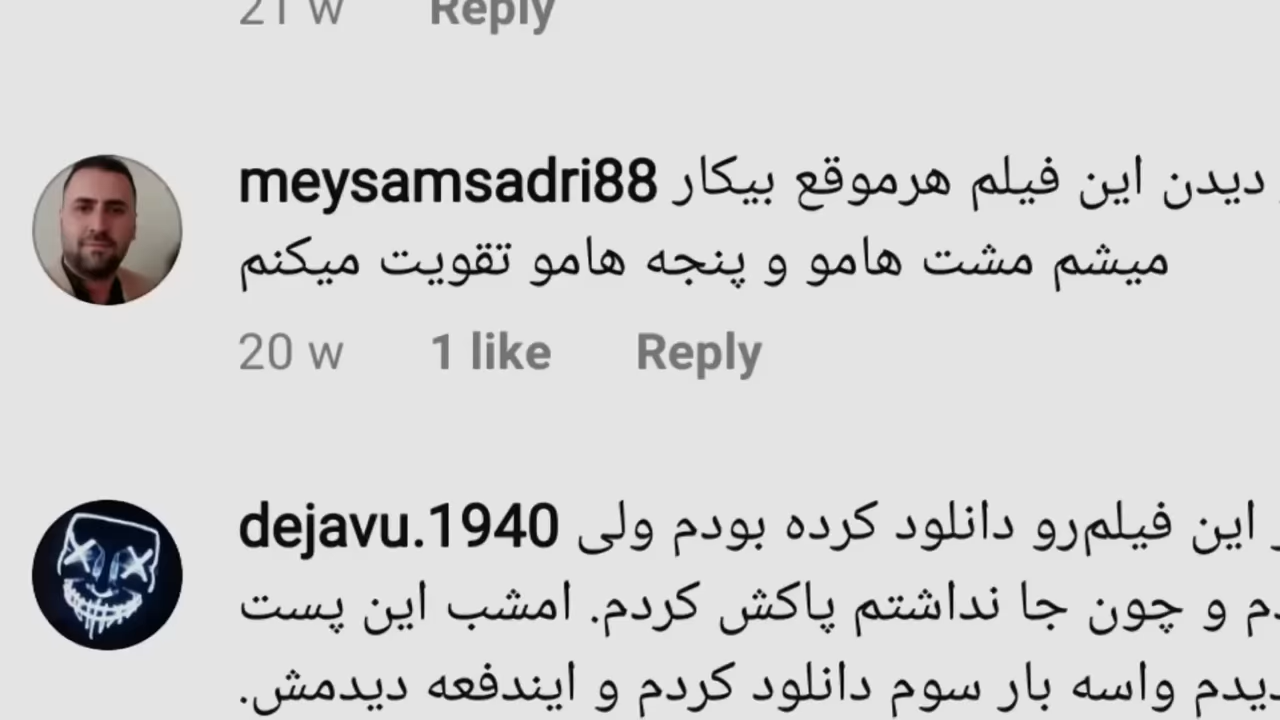 21 w Reply
meysamsadri88 دیدن این فیلم هرموقع بیکار
میشم مشت هامو و پنجه هامو تقویت میکنم
20 w 1 like Reply
dejavu.1940 این فیلم‌رو دانلود کرده بودم ولی
و چون جا نداشتم پاکش کردم. امشب این پست
واسه بار سوم دانلود کردم و ایندفعه دیدمش.